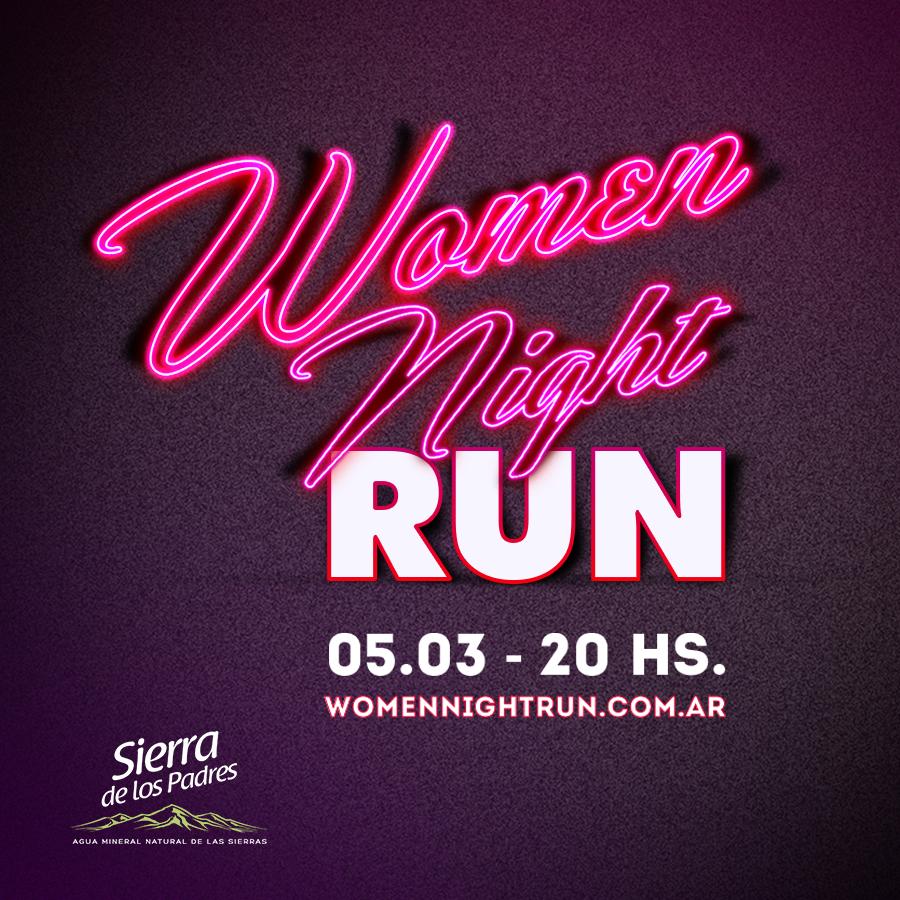 Women
Night
RUN
05.03 - 20 HS.
WOMENNIGHTRUN.COM.AR
Sierra
de los Padres
AGUA MINERAL NATURAL DE LAS SIERRAS